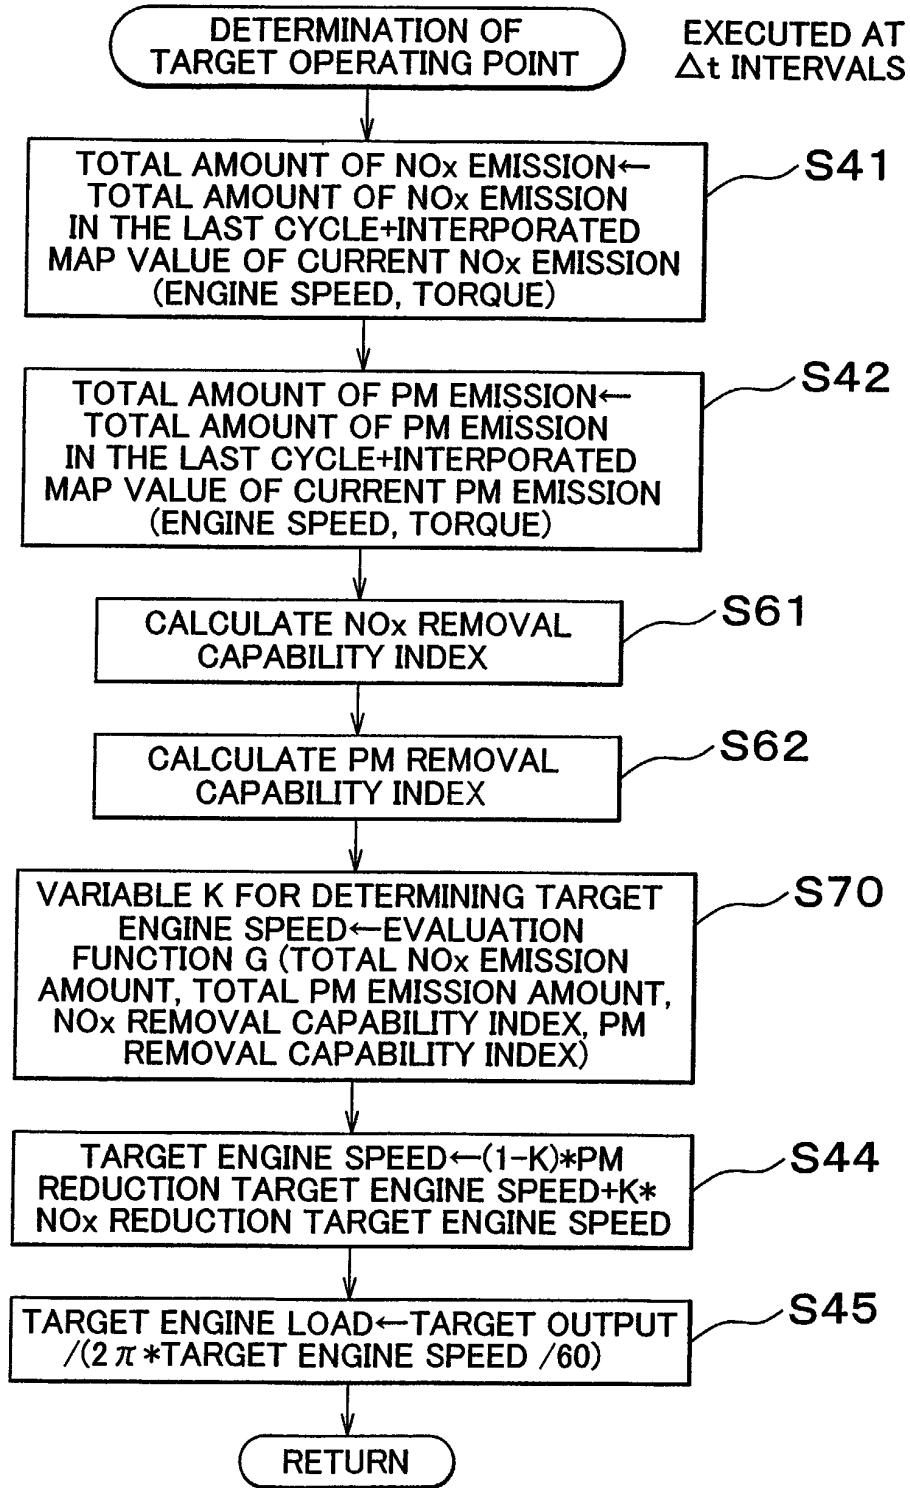 DETERMINATION OF
TARGET OPERATING POINT
EXECUTED AT
Δt INTERVALS
TOTAL AMOUNT OF NOx EMISSION←
TOTAL AMOUNT OF NOx EMISSION
IN THE LAST CYCLE+INTERPORATED
MAP VALUE OF CURRENT NOx EMISSION
(ENGINE SPEED, TORQUE)
S41
TOTAL AMOUNT OF PM EMISSION←
TOTAL AMOUNT OF PM EMISSION
IN THE LAST CYCLE+INTERPORATED
MAP VALUE OF CURRENT PM EMISSION
(ENGINE SPEED, TORQUE)
S42
CALCULATE NOx REMOVAL
CAPABILITY INDEX
S61
CALCULATE PM REMOVAL
CAPABILITY INDEX
S62
VARIABLE K FOR DETERMINING TARGET
ENGINE SPEED←EVALUATION
FUNCTION G (TOTAL NOx EMISSION
AMOUNT, TOTAL PM EMISSION AMOUNT,
NOx REMOVAL CAPABILITY INDEX, PM
REMOVAL CAPABILITY INDEX)
S70
TARGET ENGINE SPEED←(1-K)*PM
REDUCTION TARGET ENGINE SPEED+K*
NOx REDUCTION TARGET ENGINE SPEED
S44
TARGET ENGINE LOAD←TARGET OUTPUT
/(2π*TARGET ENGINE SPEED /60)
S45
RETURN